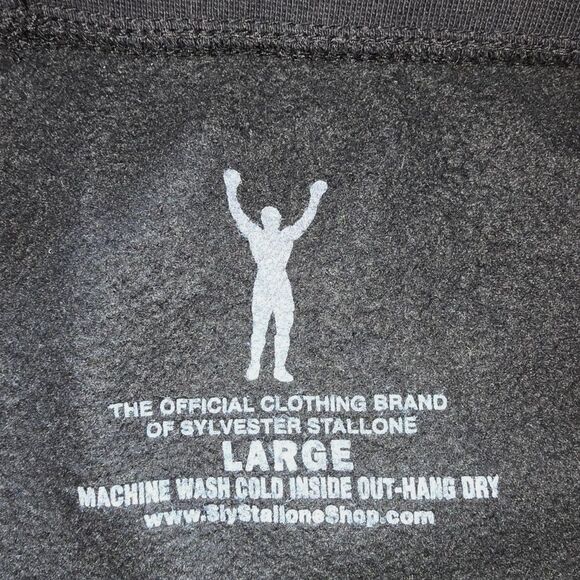 THE OFFICIAL CLOTHING BRAND
OF SYLVESTER STALLONE
LARGE
MACHINE WASH COLD INSIDE OUT-HANG DRY
www.SlyStalloneShop.com